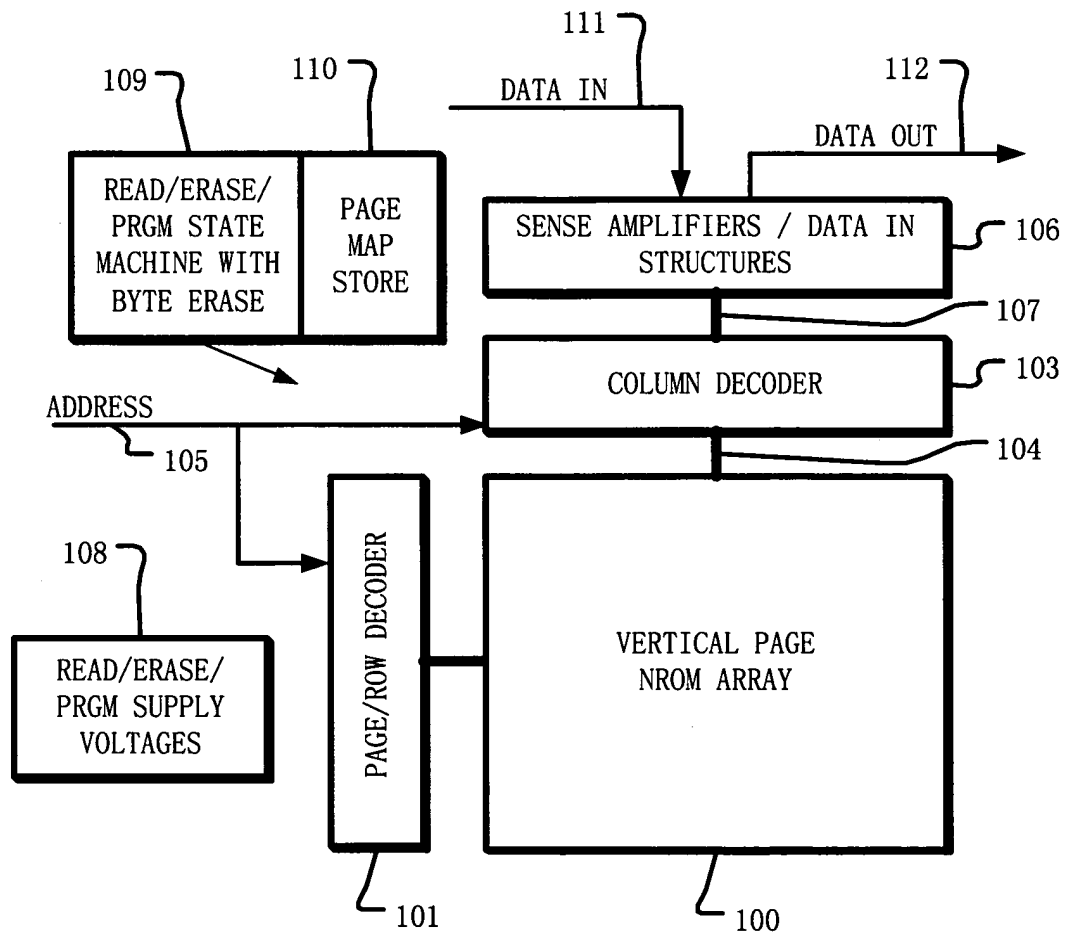 111
109
110
112
DATA IN
DATA OUT
READ/ERASE/
PRGM STATE
MACHINE WITH
BYTE ERASE
PAGE
MAP
STORE
SENSE AMPLIFIERS / DATA IN
STRUCTURES
106
107
COLUMN DECODER
103
ADDRESS
105
104
108
PAGE/ROW DECODER
VERTICAL PAGE
NROM ARRAY
READ/ERASE/
PRGM SUPPLY
VOLTAGES
101
100